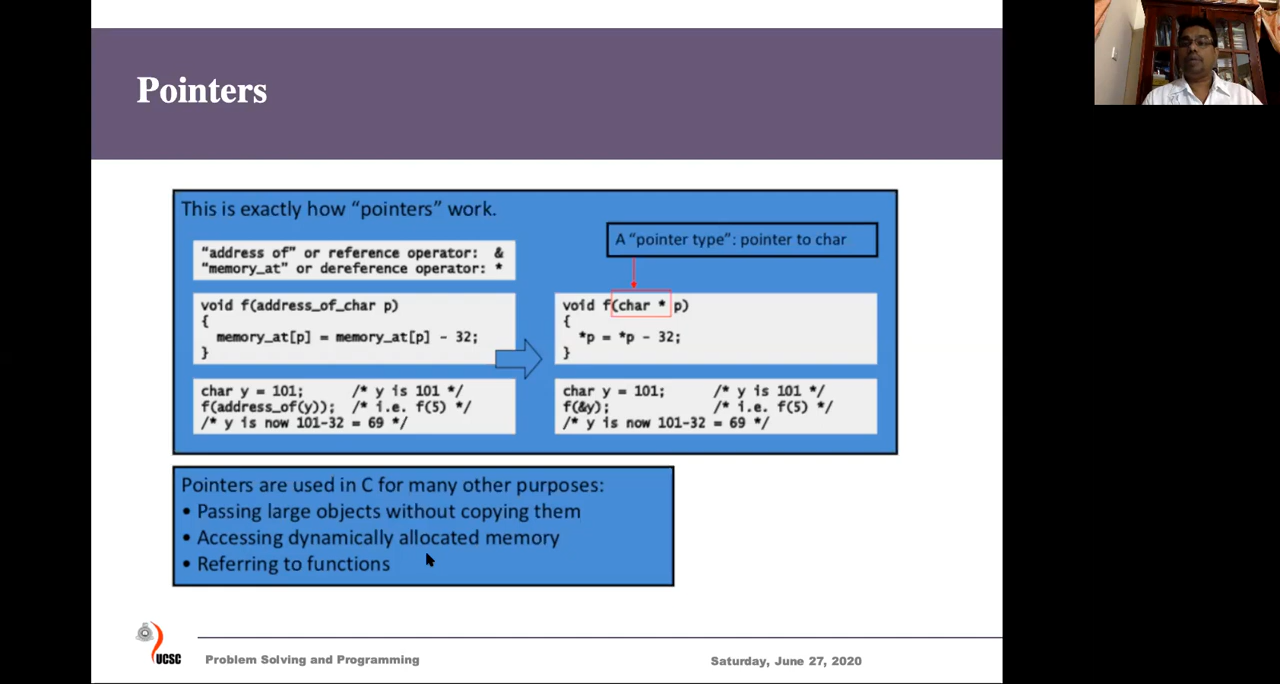 Pointers
This is exactly how “pointers” work.
“address of” or reference operator: &
“memory_at” or dereference operator: *
void f(address_of_char p)
{
memory_at[p] = memory_at[p] - 32;
}
char y = 101; /* y is 101 */
f(address_of(y)); /* i.e. f(5) */
/* y is now 101-32 = 69 */
A “pointer type”: pointer to char
void f(char * p)
{
*p = *p - 32;
}
char y = 101; /* y is 101 */
f(&y); /* i.e. f(5) */
/* y is now 101-32 = 69 */
Pointers are used in C for many other purposes:
• Passing large objects without copying them
• Accessing dynamically allocated memory
• Referring to functions
UCSC
Problem Solving and Programming
Saturday, June 27, 2020